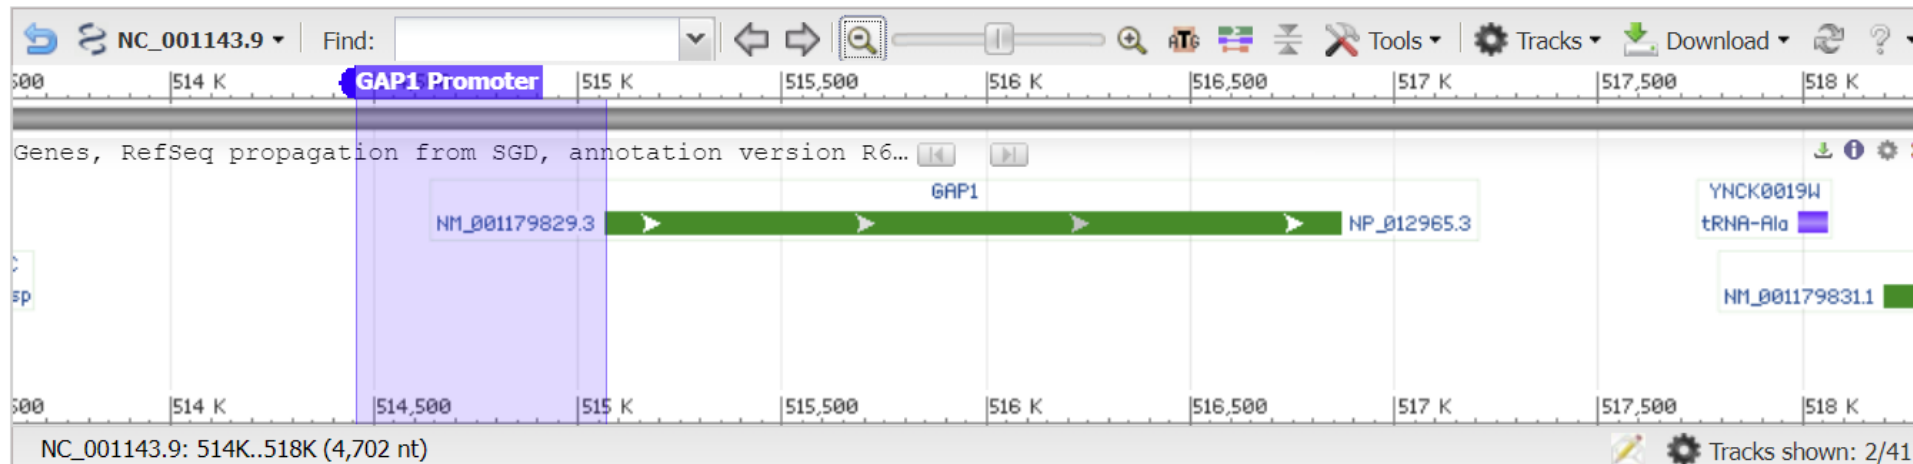 NC_001143.9 Find: ATG Tools Tracks Download ?
500 514 K GAP1 Promoter 515 K 515,500 516 K 516,500 517 K 517,500 518 K
Genes, RefSeq propagation from SGD, annotation version R6…
GAP1 YNCK0019W
NM_001179829.3 NP_012965.3 tRNA-Ala
C
sp NM_001179831.1
500 514 K 514,500 515 K 515,500 516 K 516,500 517 K 517,500 518 K
NC_001143.9: 514K..518K (4,702 nt) Tracks shown: 2/41